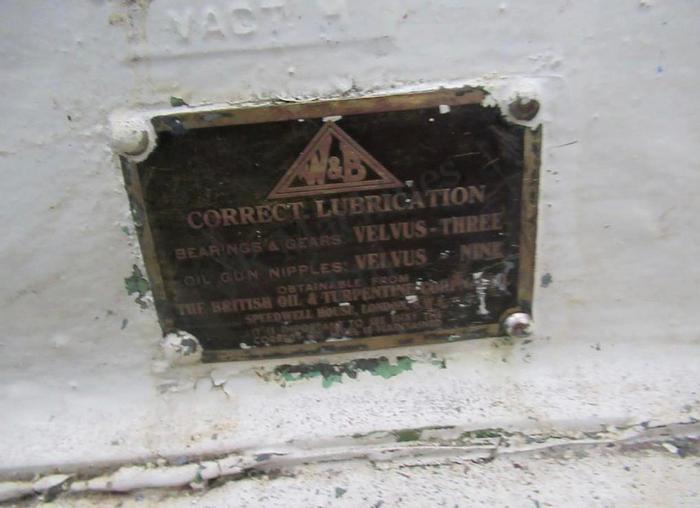 VACT
W&B
CORRECT LUBRICATION
BEARINGS & GEARS: VELVUS - THREE
OIL GUN NIPPLES: VELVUS - NINE
OBTAINABLE FROM
THE BRITISH OIL & TURPENTINE
SPEEDWELL HOUSE, LONDON